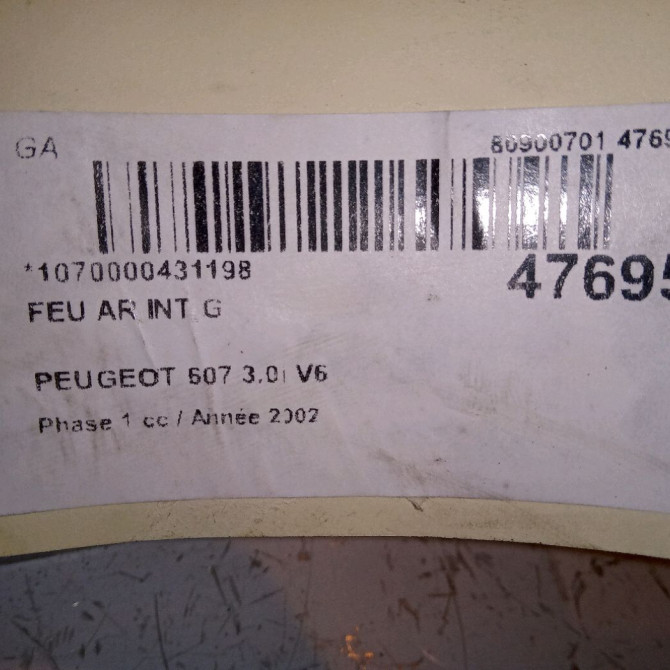 GA
80900701 4769
*1070000431198
47695
FEU AR INT G
PEUGEOT 607 3.0i V6
Phase 1 cc / Année 2002